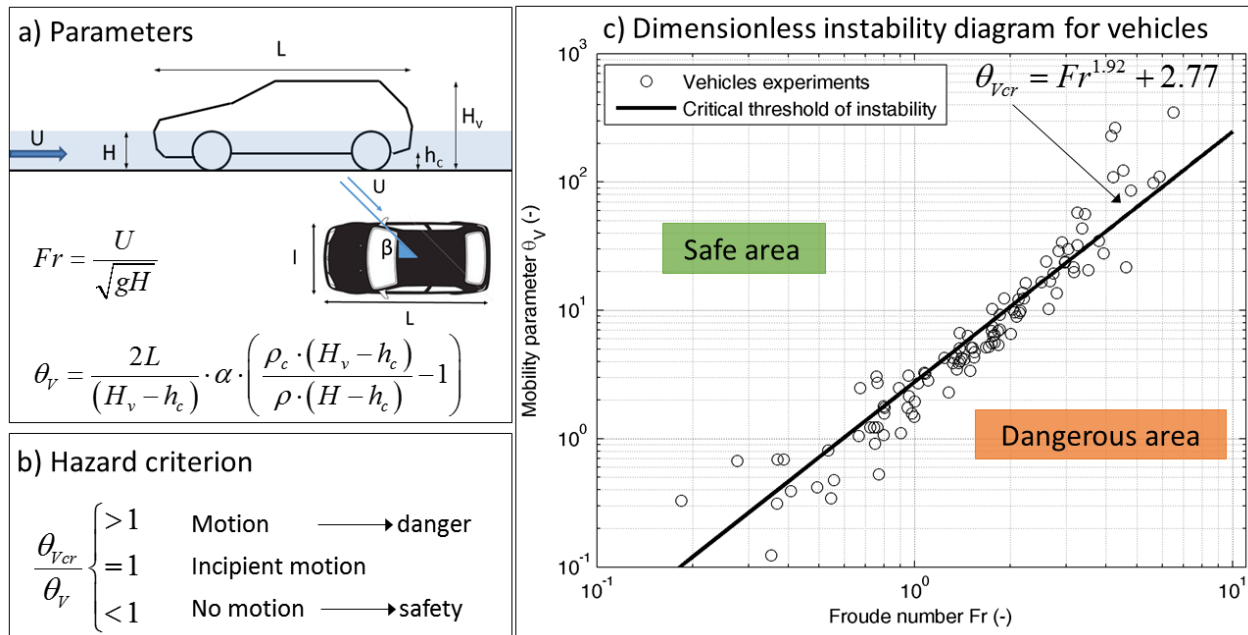 a) Parameters
L
H_v
U
H
h_c
U
β
l
L
Fr = U / √(gH)
θ_V = 2L / (H_v − h_c) · α · ( ρ_c · (H_v − h_c) / ρ · (H − h_c) − 1 )
b) Hazard criterion
θ_Vcr / θ_V
>1 Motion → danger
=1 Incipient motion
<1 No motion → safety
c) Dimensionless instability diagram for vehicles
Vehicles experiments
Critical threshold of instability
θ_Vcr = Fr^1.92 + 2.77
Safe area
Dangerous area
Mobility parameter θ_V (-)
10^3
10^2
10^1
10^0
10^-1
10^-1 10^0 10^1
Froude number Fr (-)